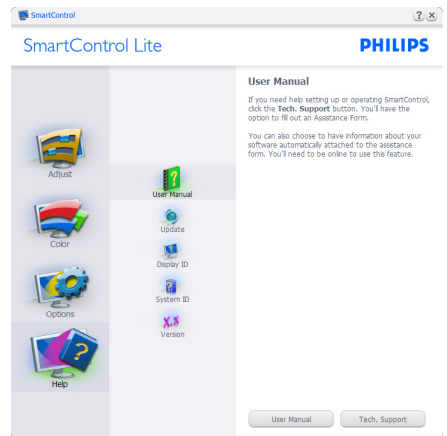 SmartControl
SmartControl Lite
PHILIPS
Adjust
Color
Options
Help
User Manual
Update
Display ID
System ID
Version
User Manual
If you need help setting up or operating SmartControl,
click the Tech. Support button. You'll have the
option to fill out an Assistance Form.
You can also choose to have information about your
software automatically attached to the assistance
form. You'll need to be online to use this feature.
User Manual
Tech. Support